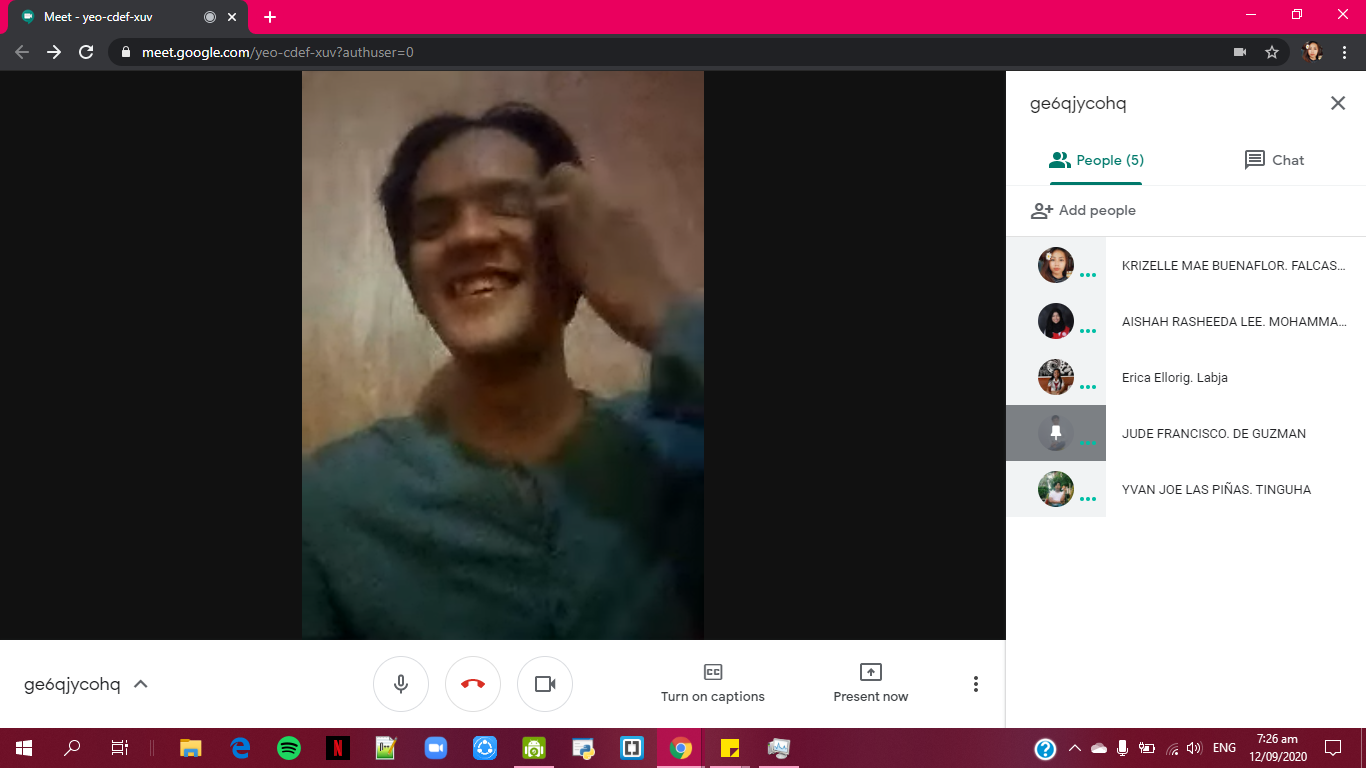 Meet - yeo-cdef-xuv
meet.google.com/yeo-cdef-xuv?authuser=0
ge6qjycohq
People (5)
Chat
Add people
KRIZELLE MAE BUENAFLOR. FALCAS...
AISHAH RASHEEDA LEE. MOHAMMA...
Erica Ellorig. Labja
JUDE FRANCISCO. DE GUZMAN
YVAN JOE LAS PIÑAS. TINGUHA
ge6qjycohq
CC
Turn on captions
Present now
ENG
7:26 am
12/09/2020